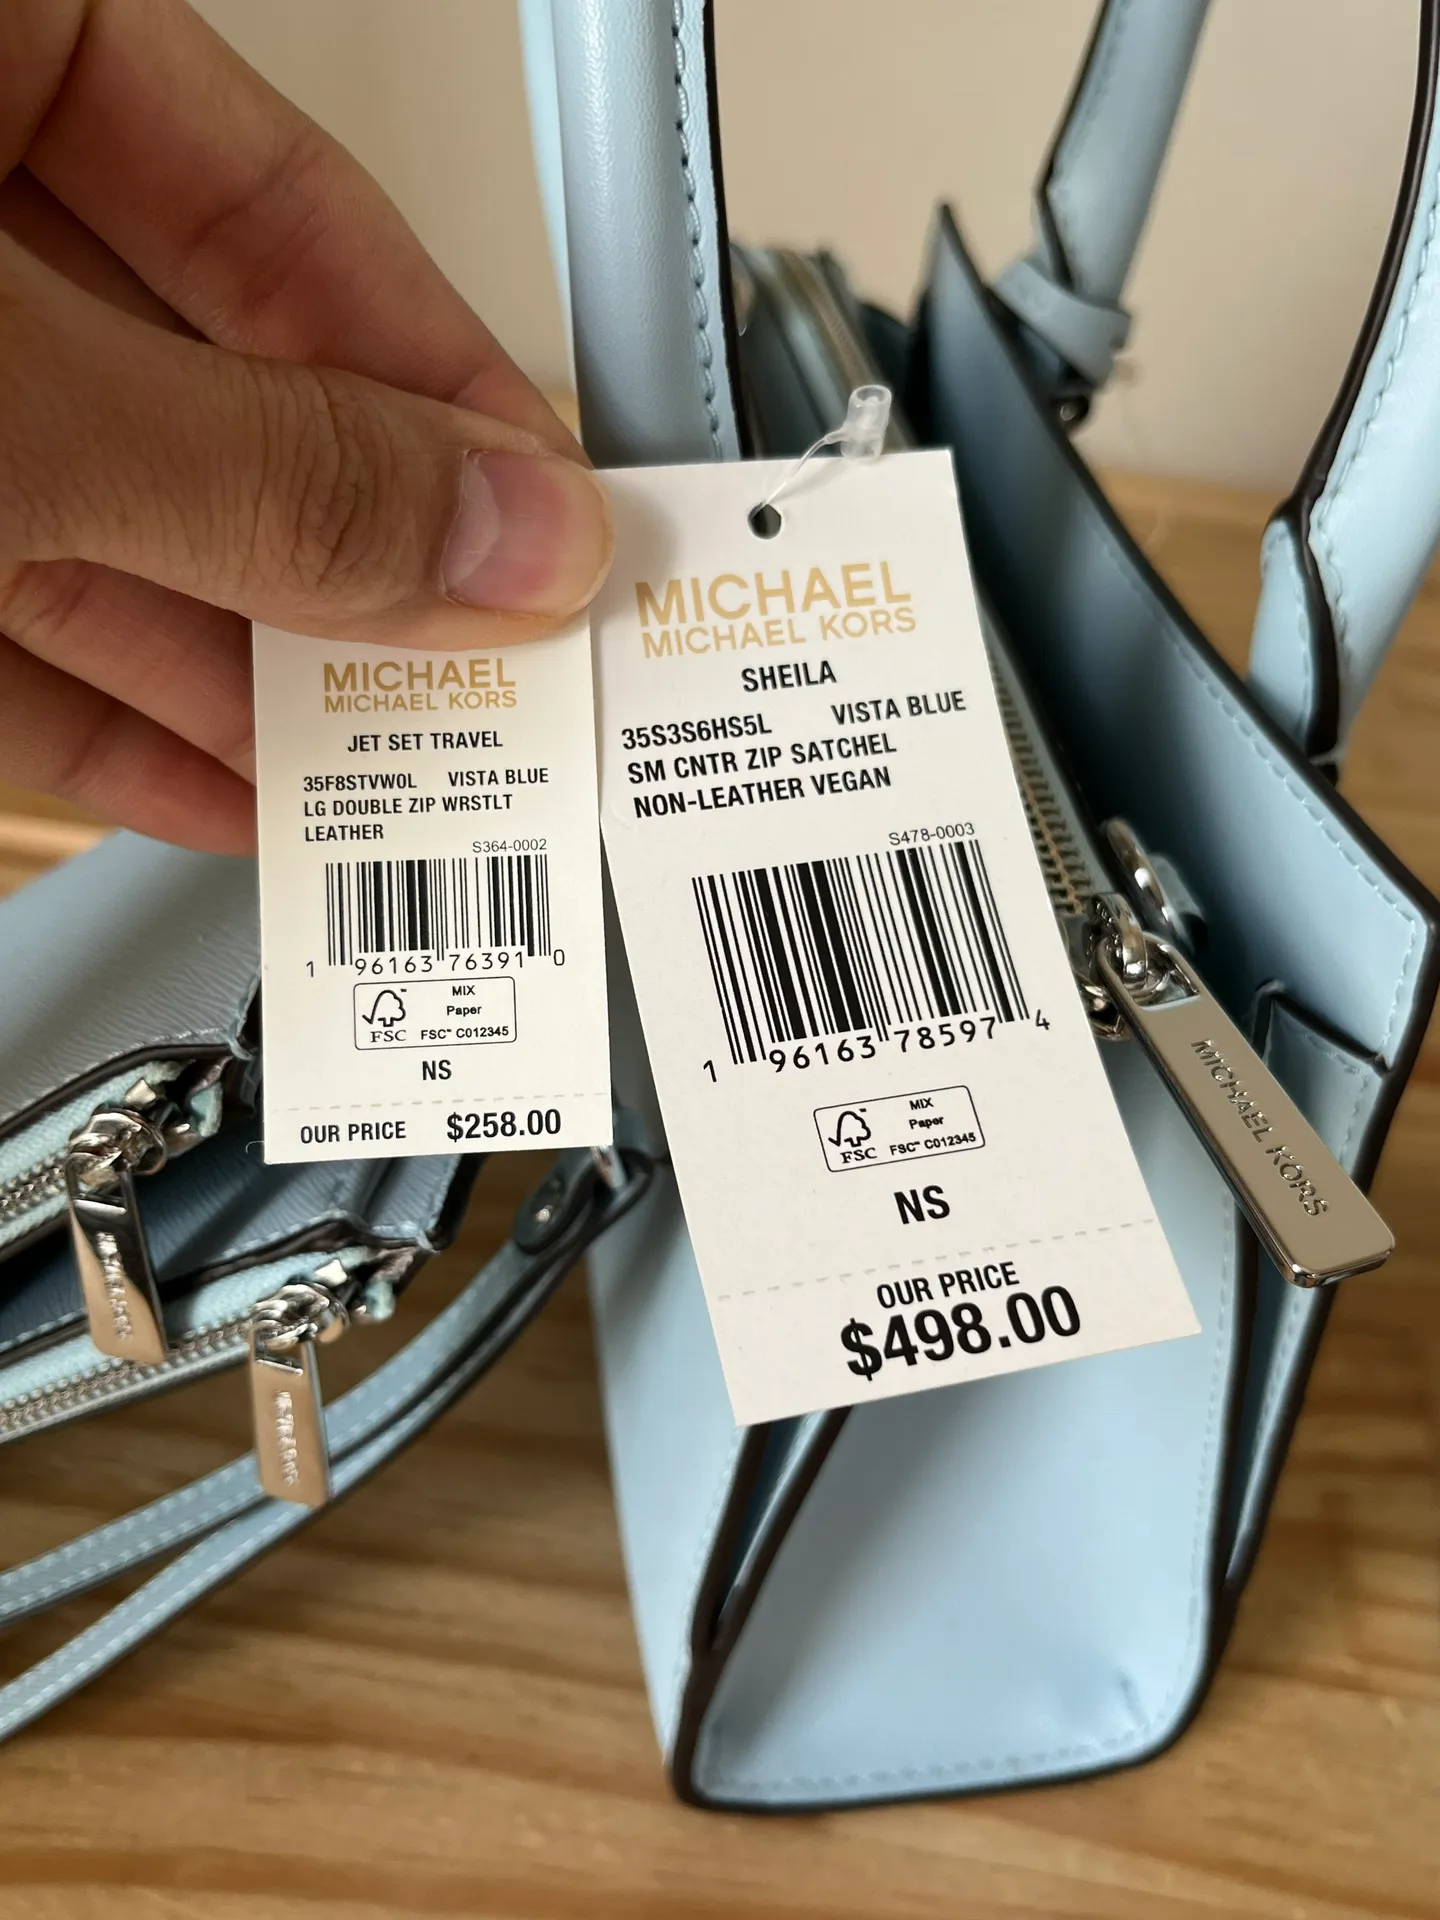 MICHAEL
MICHAEL KORS
JET SET TRAVEL
35F8STVW0L VISTA BLUE
LG DOUBLE ZIP WRSTLT
LEATHER
S364-0002
1 96163 76391 0
FSC
MIX
Paper
FSC™ C012345
NS
OUR PRICE $258.00
MICHAEL
MICHAEL KORS
SHEILA
35S3S6HS5L VISTA BLUE
SM CNTR ZIP SATCHEL
NON-LEATHER VEGAN
S478-0003
1 96163 78597 4
FSC
MIX
Paper
FSC™ C012345
NS
OUR PRICE
$498.00
MICHAEL KORS